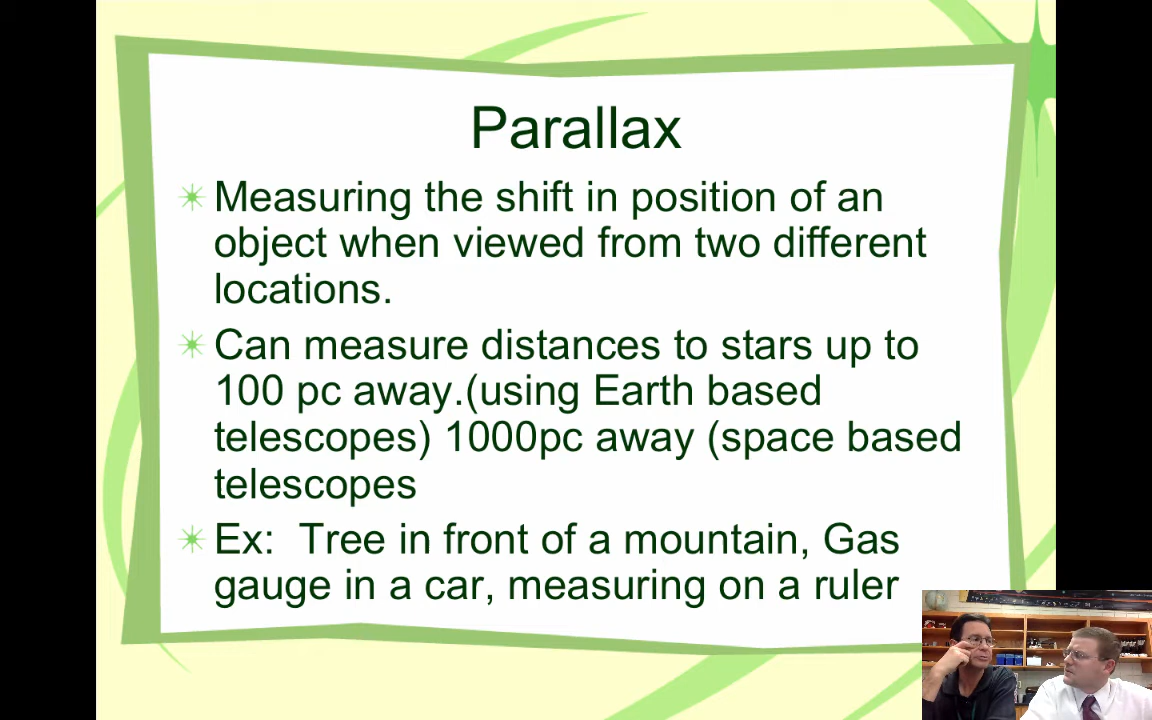 Parallax
Measuring the shift in position of an
object when viewed from two different
locations.
Can measure distances to stars up to
100 pc away.(using Earth based
telescopes) 1000pc away (space based
telescopes
Ex:  Tree in front of a mountain, Gas
gauge in a car, measuring on a ruler